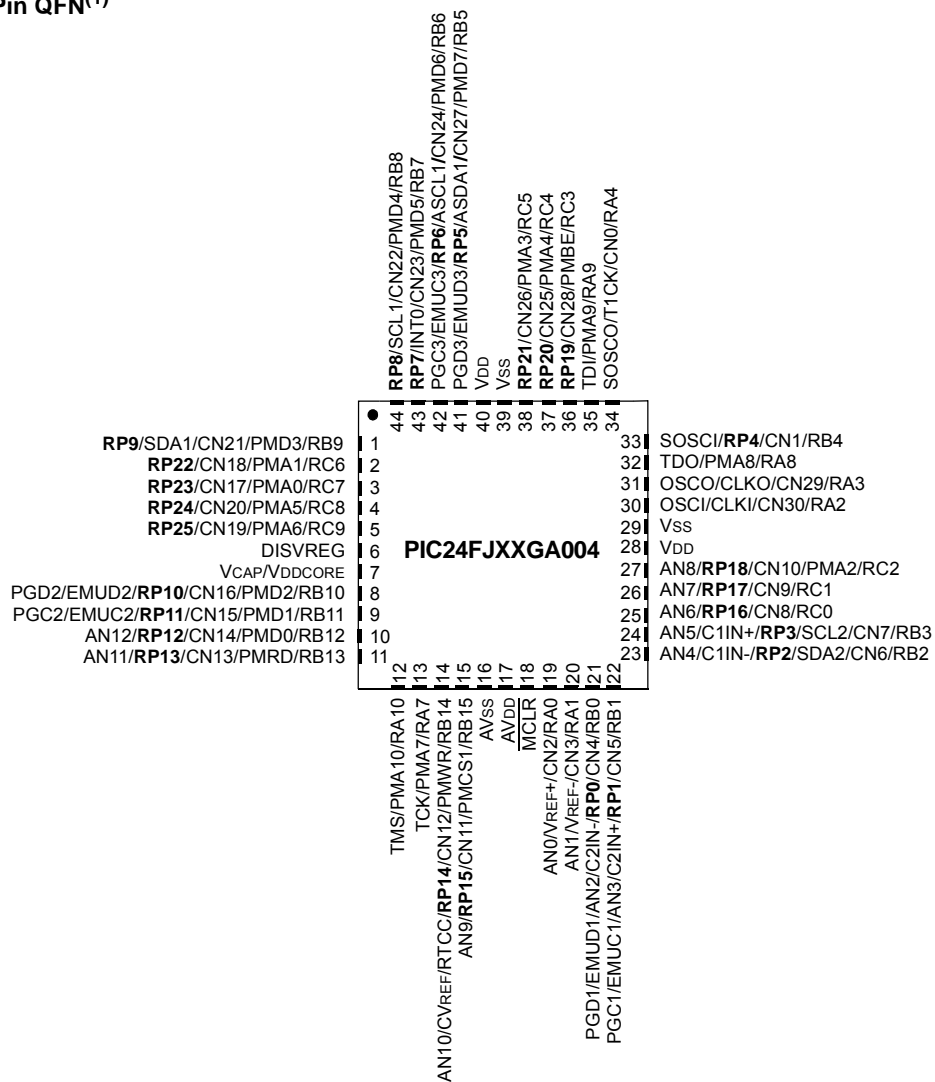 Pin QFN(1)
RP8/SCL1/CN22/PMD4/RB8
RP7/INT0/CN23/PMD5/RB7
PGC3/EMUC3/RP6/ASCL1/CN24/PMD6/RB6
PGD3/EMUD3/RP5/ASDA1/CN27/PMD7/RB5
VDD
VSS
RP21/CN26/PMA3/RC5
RP20/CN25/PMA4/RC4
RP19/CN28/PMBE/RC3
TDI/PMA9/RA9
SOSCO/T1CK/CN0/RA4
44
43
42
41
40
39
38
37
36
35
34
RP9/SDA1/CN21/PMD3/RB9 1
RP22/CN18/PMA1/RC6 2
RP23/CN17/PMA0/RC7 3
RP24/CN20/PMA5/RC8 4
RP25/CN19/PMA6/RC9 5
DISVREG 6
VCAP/VDDCORE 7
PGD2/EMUD2/RP10/CN16/PMD2/RB10 8
PGC2/EMUC2/RP11/CN15/PMD1/RB11 9
AN12/RP12/CN14/PMD0/RB12 10
AN11/RP13/CN13/PMRD/RB13 11
PIC24FJXXGA004
33 SOSCI/RP4/CN1/RB4
32 TDO/PMA8/RA8
31 OSCO/CLKO/CN29/RA3
30 OSCI/CLKI/CN30/RA2
29 VSS
28 VDD
27 AN8/RP18/CN10/PMA2/RC2
26 AN7/RP17/CN9/RC1
25 AN6/RP16/CN8/RC0
24 AN5/C1IN+/RP3/SCL2/CN7/RB3
23 AN4/C1IN-/RP2/SDA2/CN6/RB2
12
13
14
15
16
17
18
19
20
21
22
TMS/PMA10/RA10
TCK/PMA7/RA7
AN10/CVREF/RTCC/RP14/CN12/PMWR/RB14
AN9/RP15/CN11/PMCS1/RB15
AVSS
AVDD
MCLR
AN0/VREF+/CN2/RA0
AN1/VREF-/CN3/RA1
PGD1/EMUD1/AN2/C2IN-/RP0/CN4/RB0
PGC1/EMUC1/AN3/C2IN+/RP1/CN5/RB1